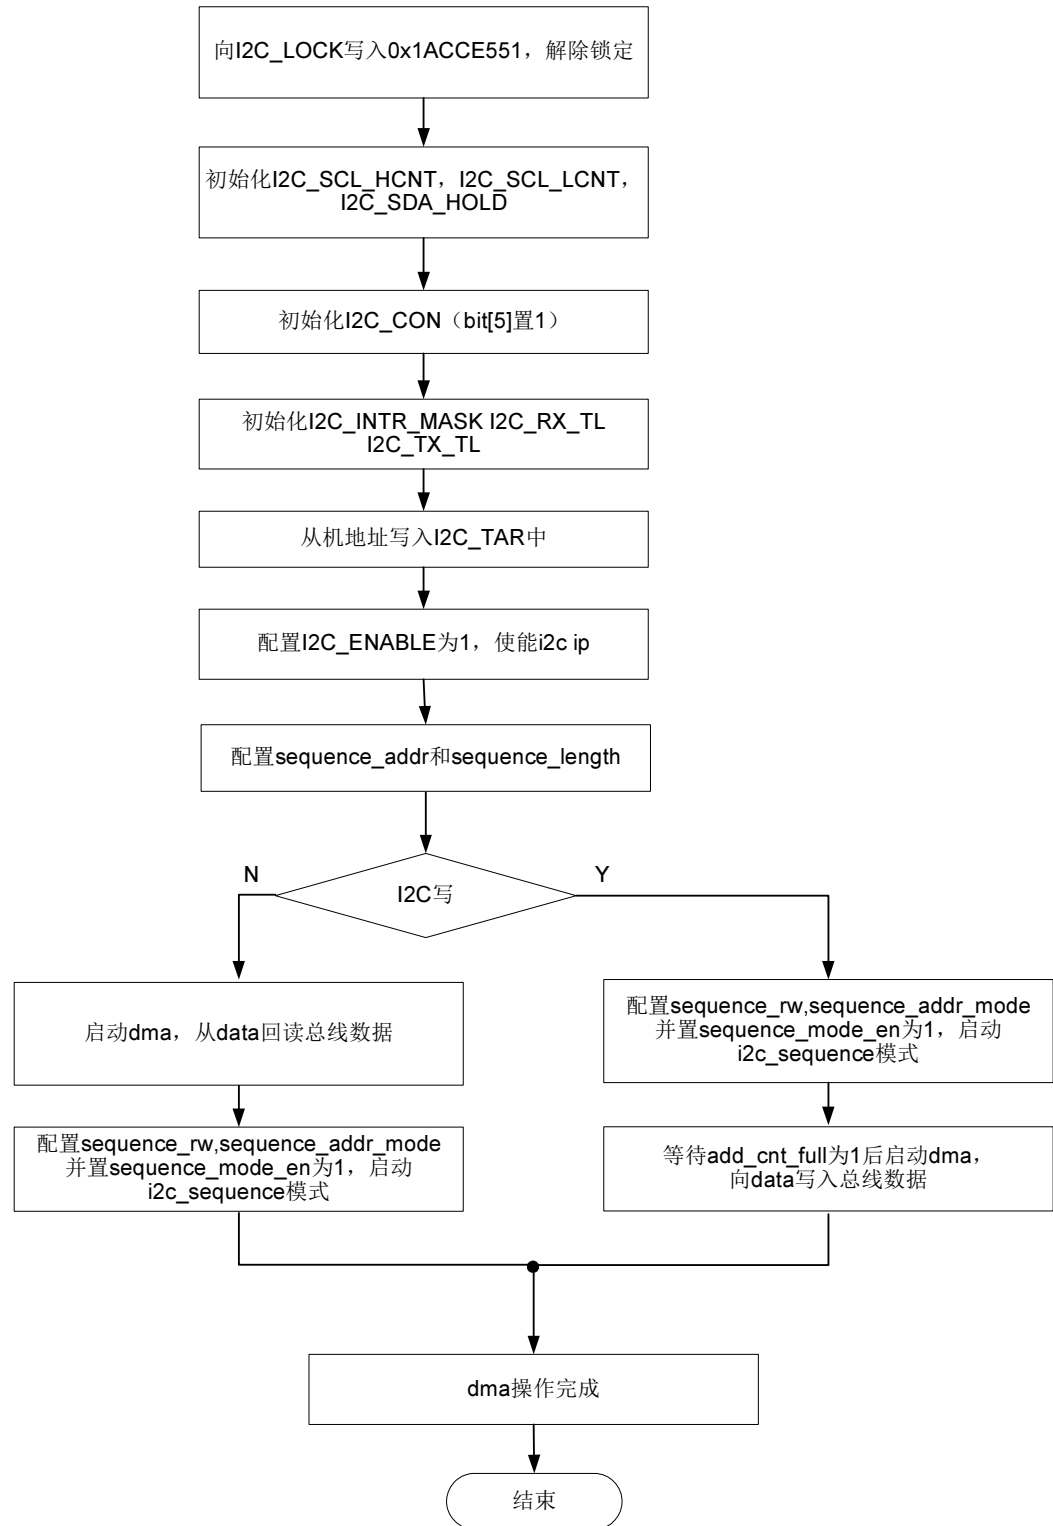 向I2C_LOCK写入0x1ACCE551，解除锁定
初始化I2C_SCL_HCNT，I2C_SCL_LCNT，
I2C_SDA_HOLD
初始化I2C_CON（bit[5]置1）
初始化I2C_INTR_MASK I2C_RX_TL
I2C_TX_TL
从机地址写入I2C_TAR中
配置I2C_ENABLE为1，使能i2c ip
配置sequence_addr和sequence_length
N
Y
I2C写
启动dma，从data回读总线数据
配置sequence_rw,sequence_addr_mode
并置sequence_mode_en为1，启动
i2c_sequence模式
配置sequence_rw,sequence_addr_mode
并置sequence_mode_en为1，启动
i2c_sequence模式
等待add_cnt_full为1后启动dma，
向data写入总线数据
dma操作完成
结束